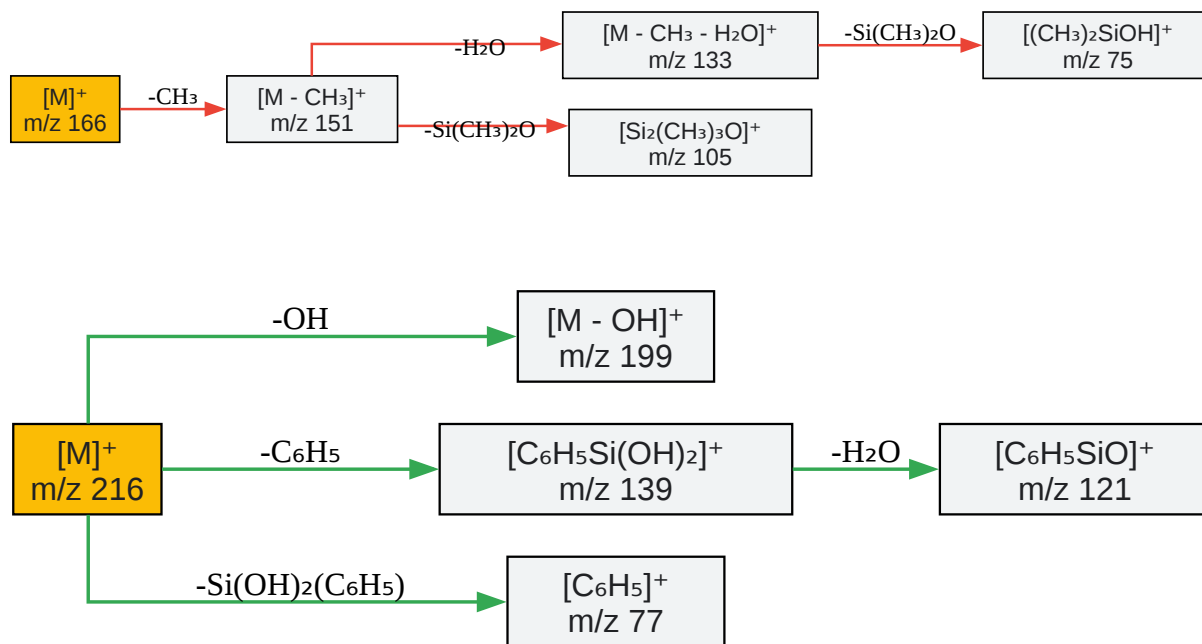 -H₂O
[M - CH₃ - H₂O]⁺
m/z 133
-Si(CH₃)₂O
[(CH₃)₂SiOH]⁺
m/z 75
[M]⁺
m/z 166
-CH₃
[M - CH₃]⁺
m/z 151
-Si(CH₃)₂O
[Si₂(CH₃)₃O]⁺
m/z 105
-OH
[M - OH]⁺
m/z 199
[M]⁺
m/z 216
-C₆H₅
[C₆H₅Si(OH)₂]⁺
m/z 139
-H₂O
[C₆H₅SiO]⁺
m/z 121
-Si(OH)₂(C₆H₅)
[C₆H₅]⁺
m/z 77